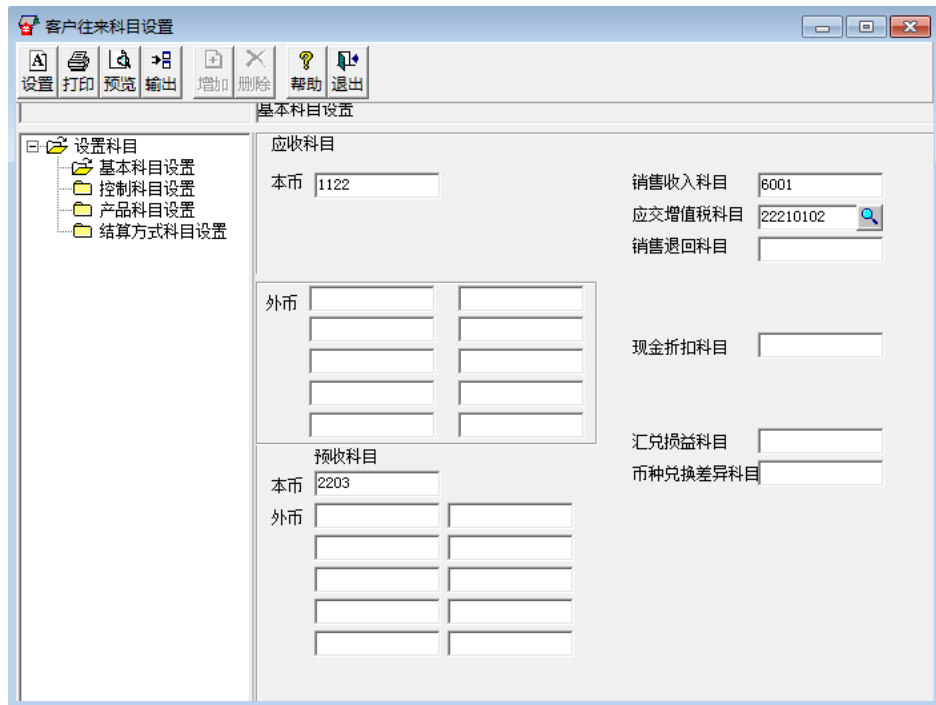 客户往来科目设置
A
设置 打印 预览 输出 增加 删除 帮助 退出
基本科目设置
设置科目
基本科目设置
控制科目设置
产品科目设置
结算方式科目设置
应收科目
本币 1122
销售收入科目 6001
应交增值税科目 22210102
销售退回科目
外币
现金折扣科目
汇兑损益科目
币种兑换差异科目
预收科目
本币 2203
外币